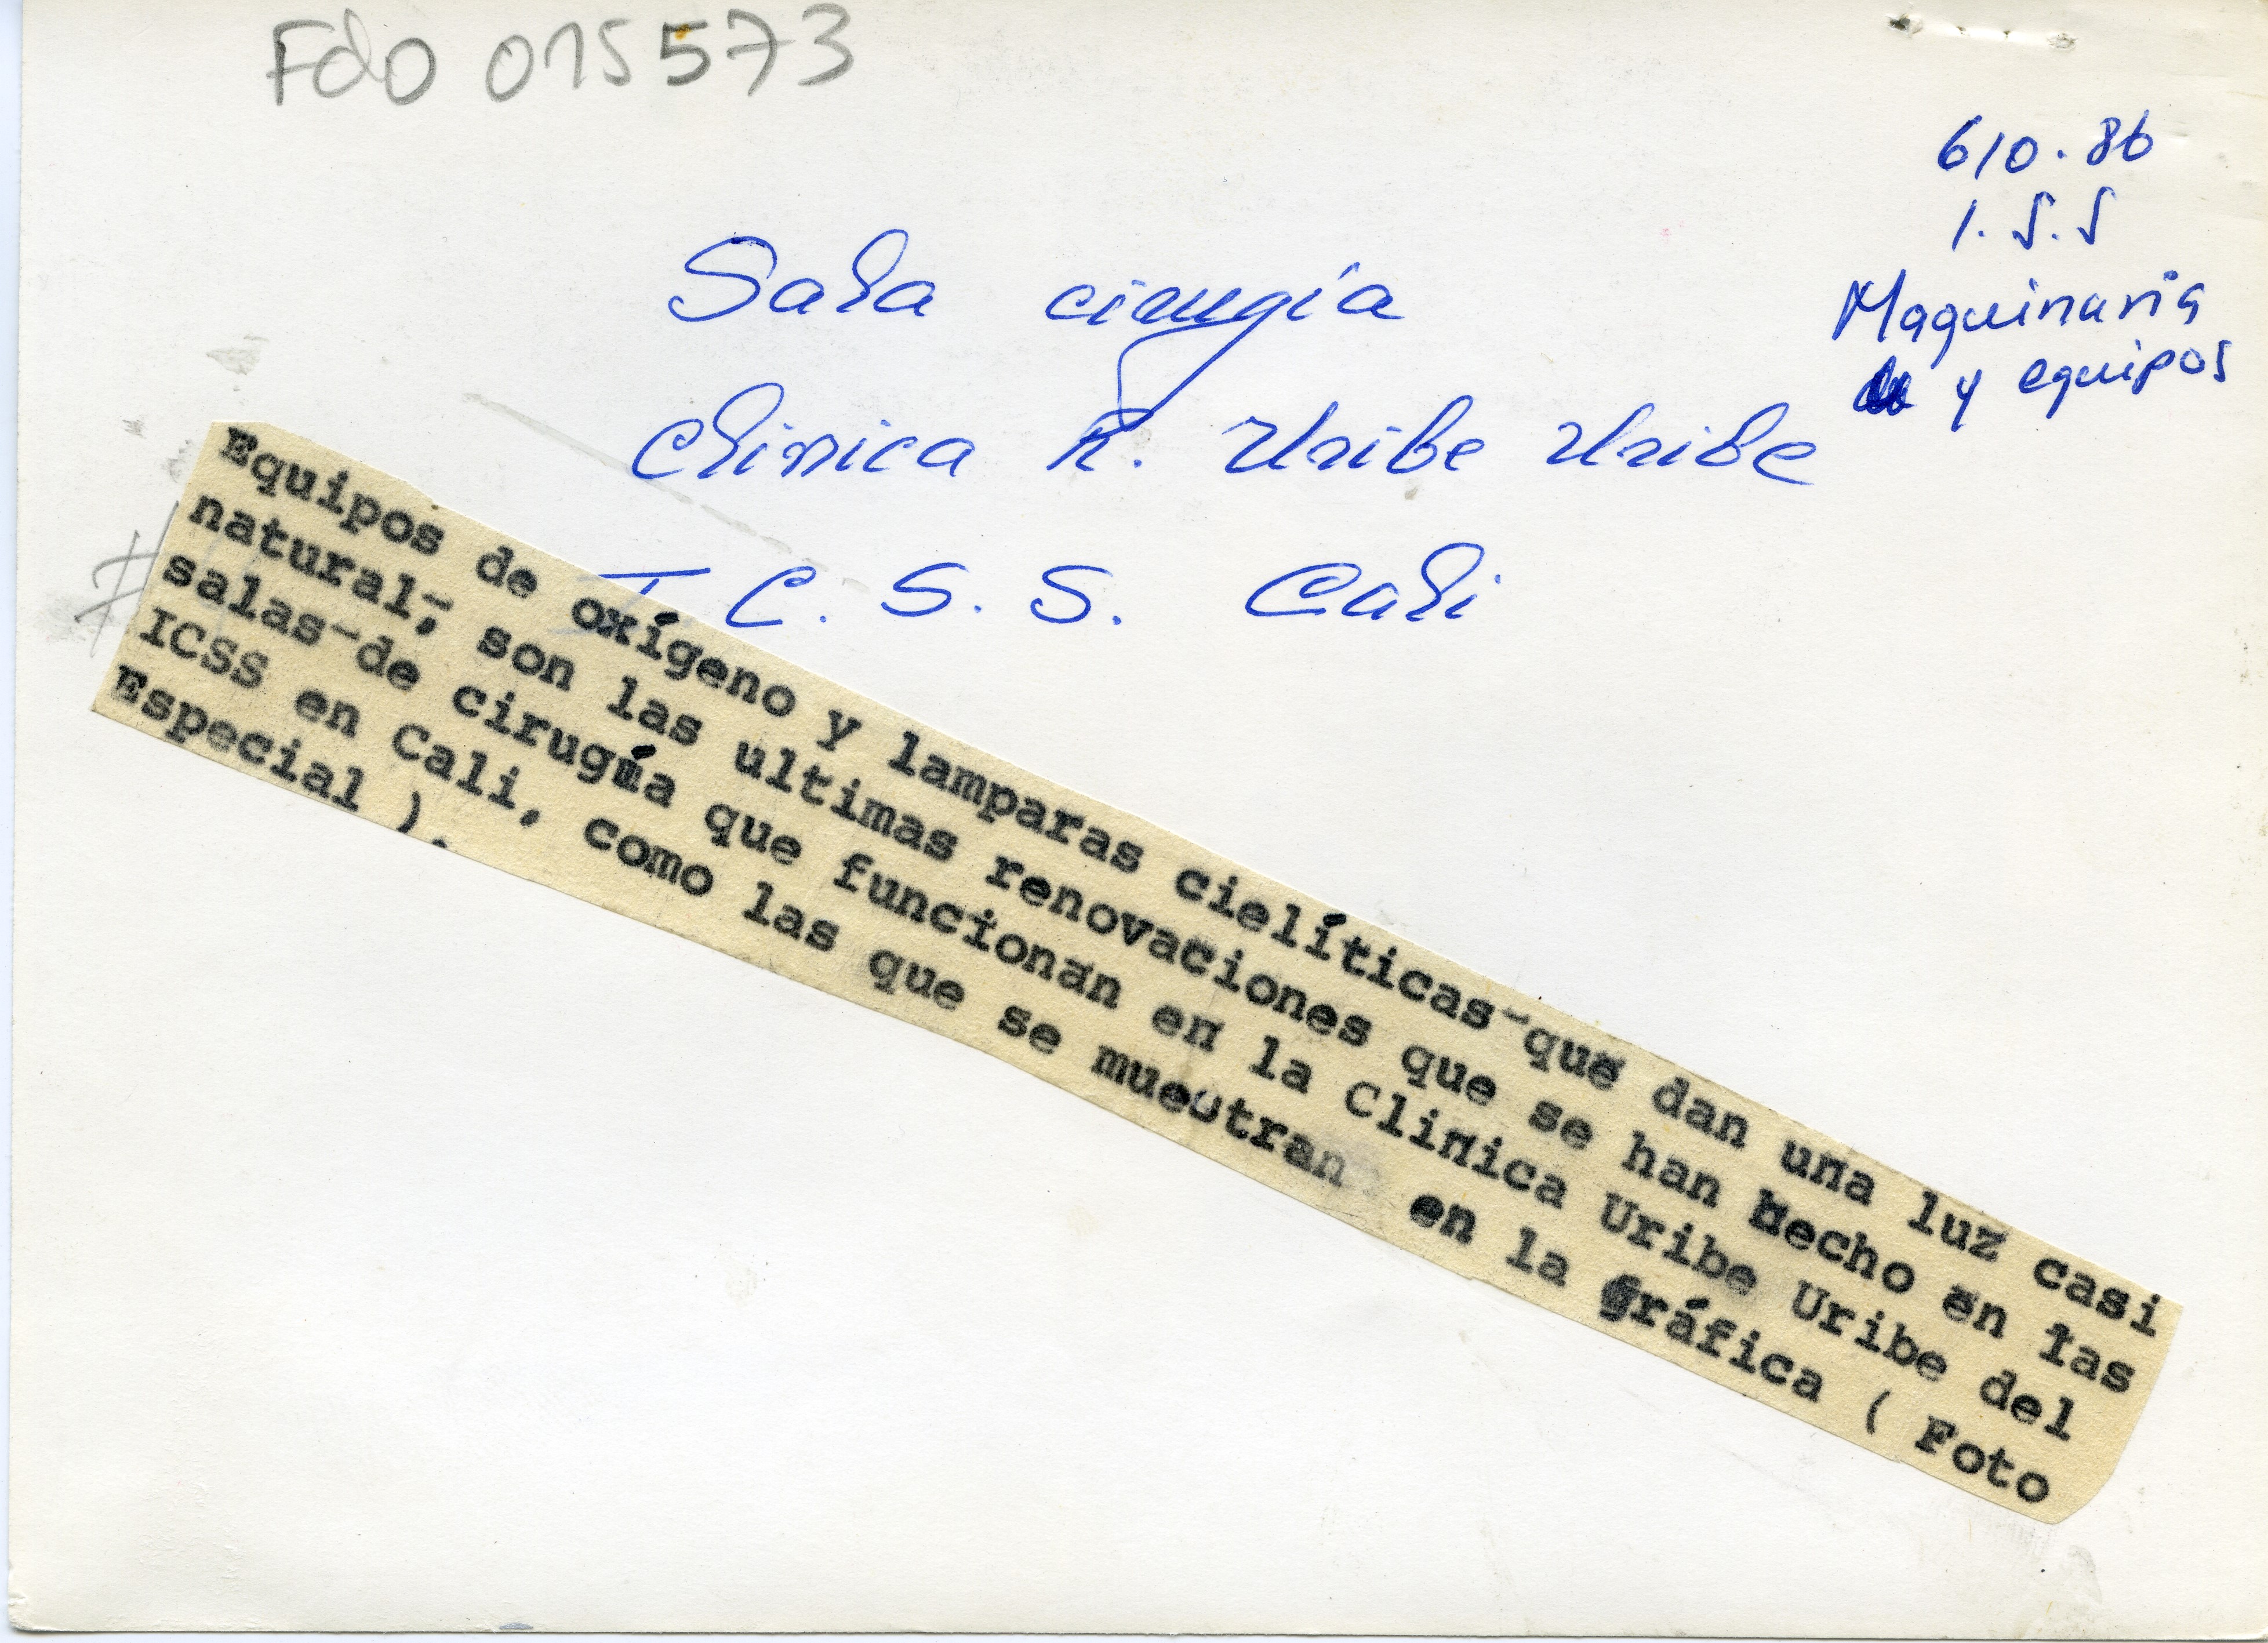 Fdo 015573
610.86
I.S.S
Maquinaria
y equipos
Sala cirugía
Clinica R. Uribe Uribe
I.C.S.S. Cali
Equipos de oxígeno y lamparas cielíticas-que dan una luz casi
natural-, son las ultimas renovaciones que se han hecho en las
salas-de cirugía que funcionan en la Clinica Uribe Uribe del
ICSS en Cali, como las que se muestran en la gráfica ( Foto
Especial ).